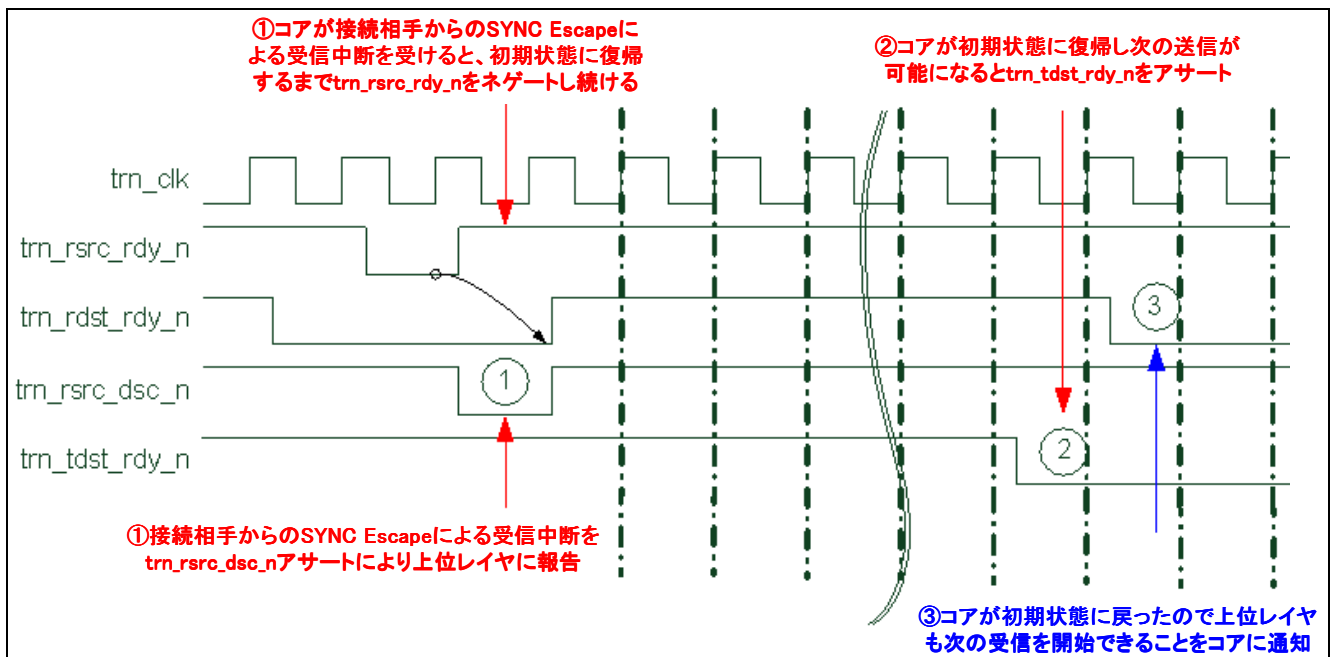 ①コアが接続相手からのSYNC Escapeに
よる受信中断を受けると、初期状態に復帰
するまでtrn_rsrc_rdy_nをネゲートし続ける
②コアが初期状態に復帰し次の送信が
可能になるとtrn_tdst_rdy_nをアサート
trn_clk
trn_rsrc_rdy_n
trn_rdst_rdy_n
③
trn_rsrc_dsc_n
①
trn_tdst_rdy_n
②
①接続相手からのSYNC Escapeによる受信中断を
trn_rsrc_dsc_nアサートにより上位レイヤに報告
③コアが初期状態に戻ったので上位レイヤ
も次の受信を開始できることをコアに通知